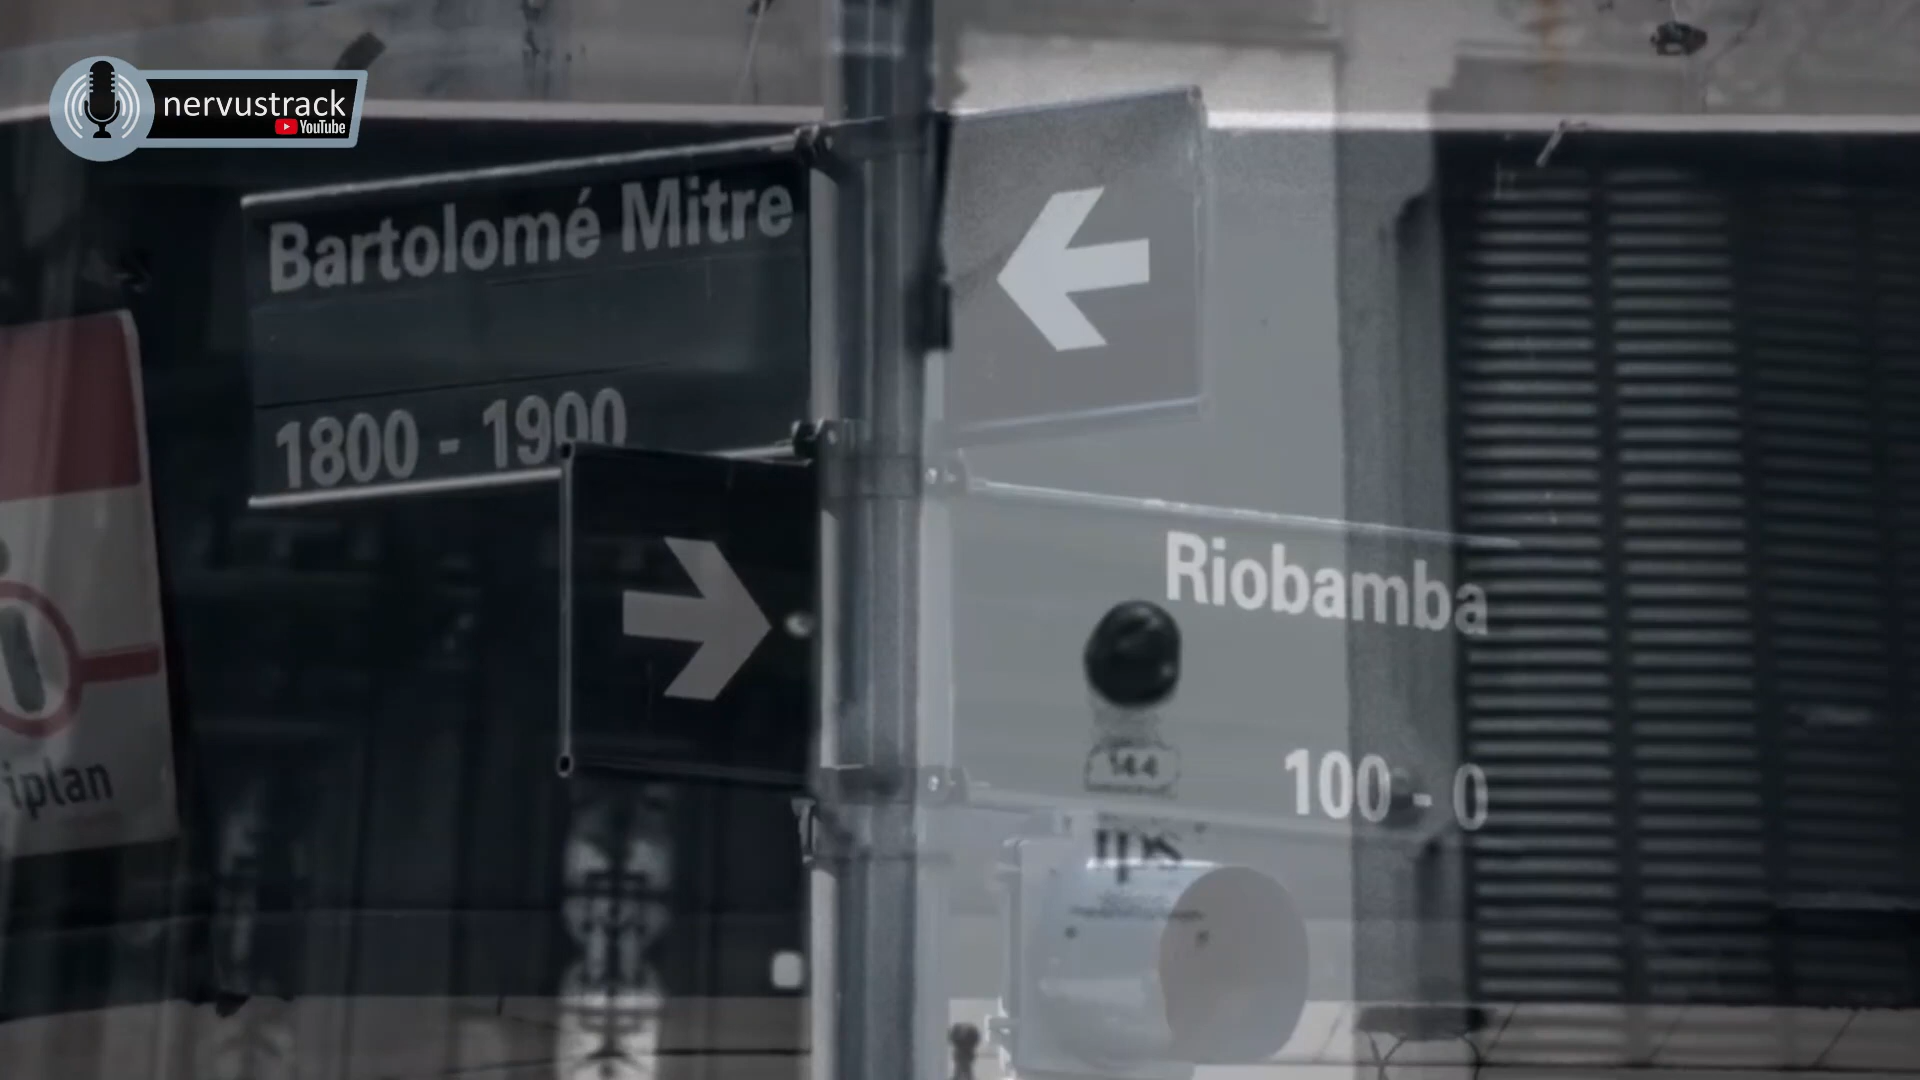 nervustrack
YouTube
Bartolomé Mitre
1800 - 1900
Riobamba
100 - 0
144
iplan